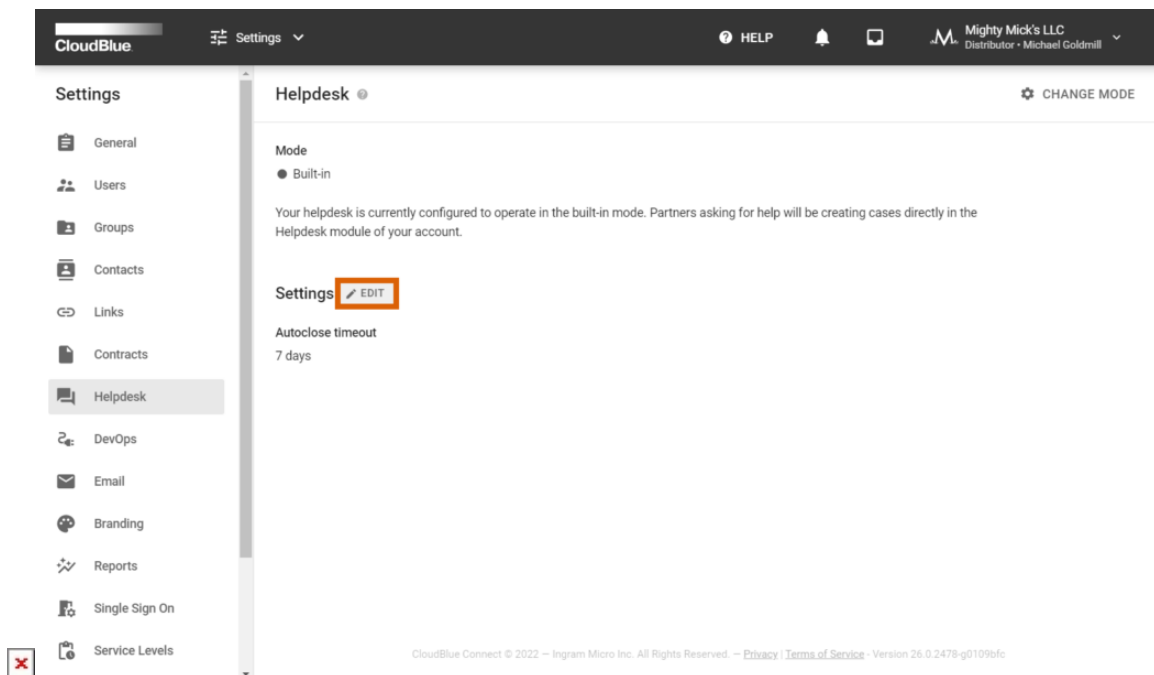 CloudBlue.
Settings
HELP
Mighty Mick's LLC
Distributor • Michael Goldmill
.M.
Settings
General
Users
Groups
Contacts
Links
Contracts
Helpdesk
DevOps
Email
Branding
Reports
Single Sign On
Service Levels
Helpdesk
CHANGE MODE
Mode
Built-in
Your helpdesk is currently configured to operate in the built-in mode. Partners asking for help will be creating cases directly in the
Helpdesk module of your account.
Settings EDIT
Autoclose timeout
7 days
CloudBlue Connect © 2022 — Ingram Micro Inc. All Rights Reserved. — Privacy | Terms of Service - Version 26.0.2478-g0109bfc